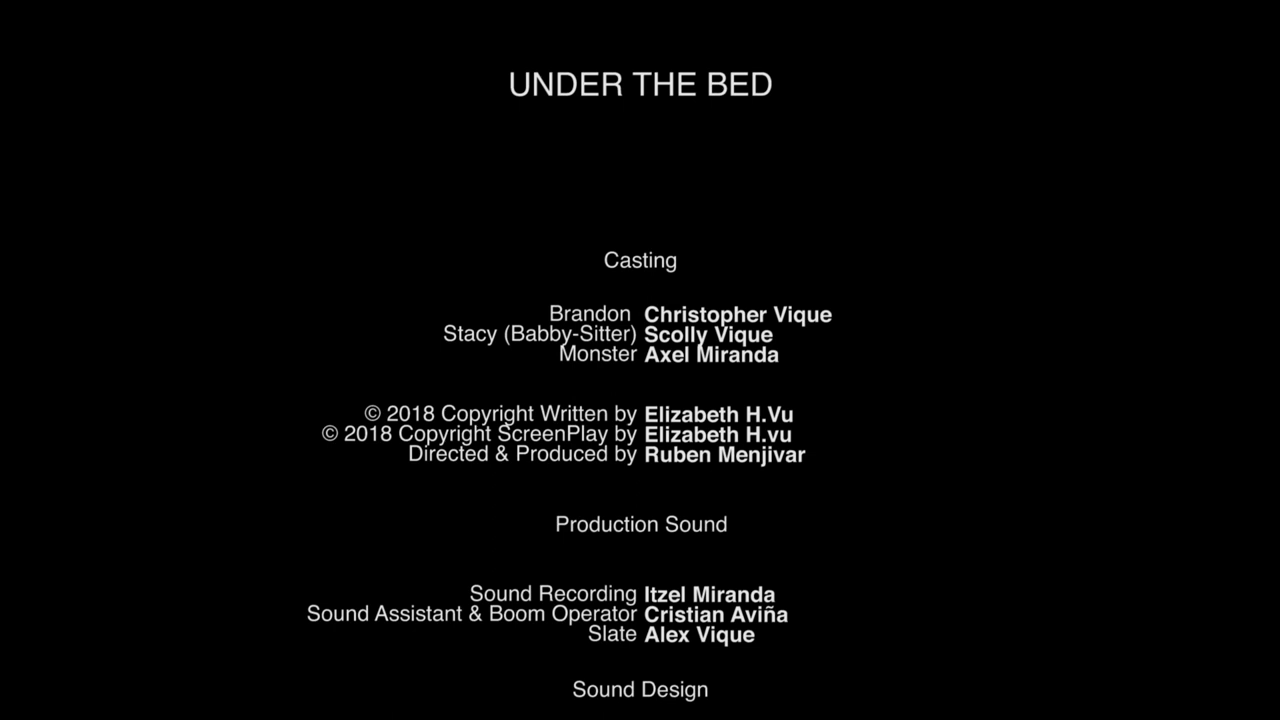 UNDER THE BED
Casting
Brandon Christopher Vique
Stacy (Babby-Sitter) Scolly Vique
Monster Axel Miranda
© 2018 Copyright Written by Elizabeth H.Vu
© 2018 Copyright ScreenPlay by Elizabeth H.vu
Directed & Produced by Ruben Menjivar
Production Sound
Sound Recording Itzel Miranda
Sound Assistant & Boom Operator Cristian Aviña
Slate Alex Vique
Sound Design